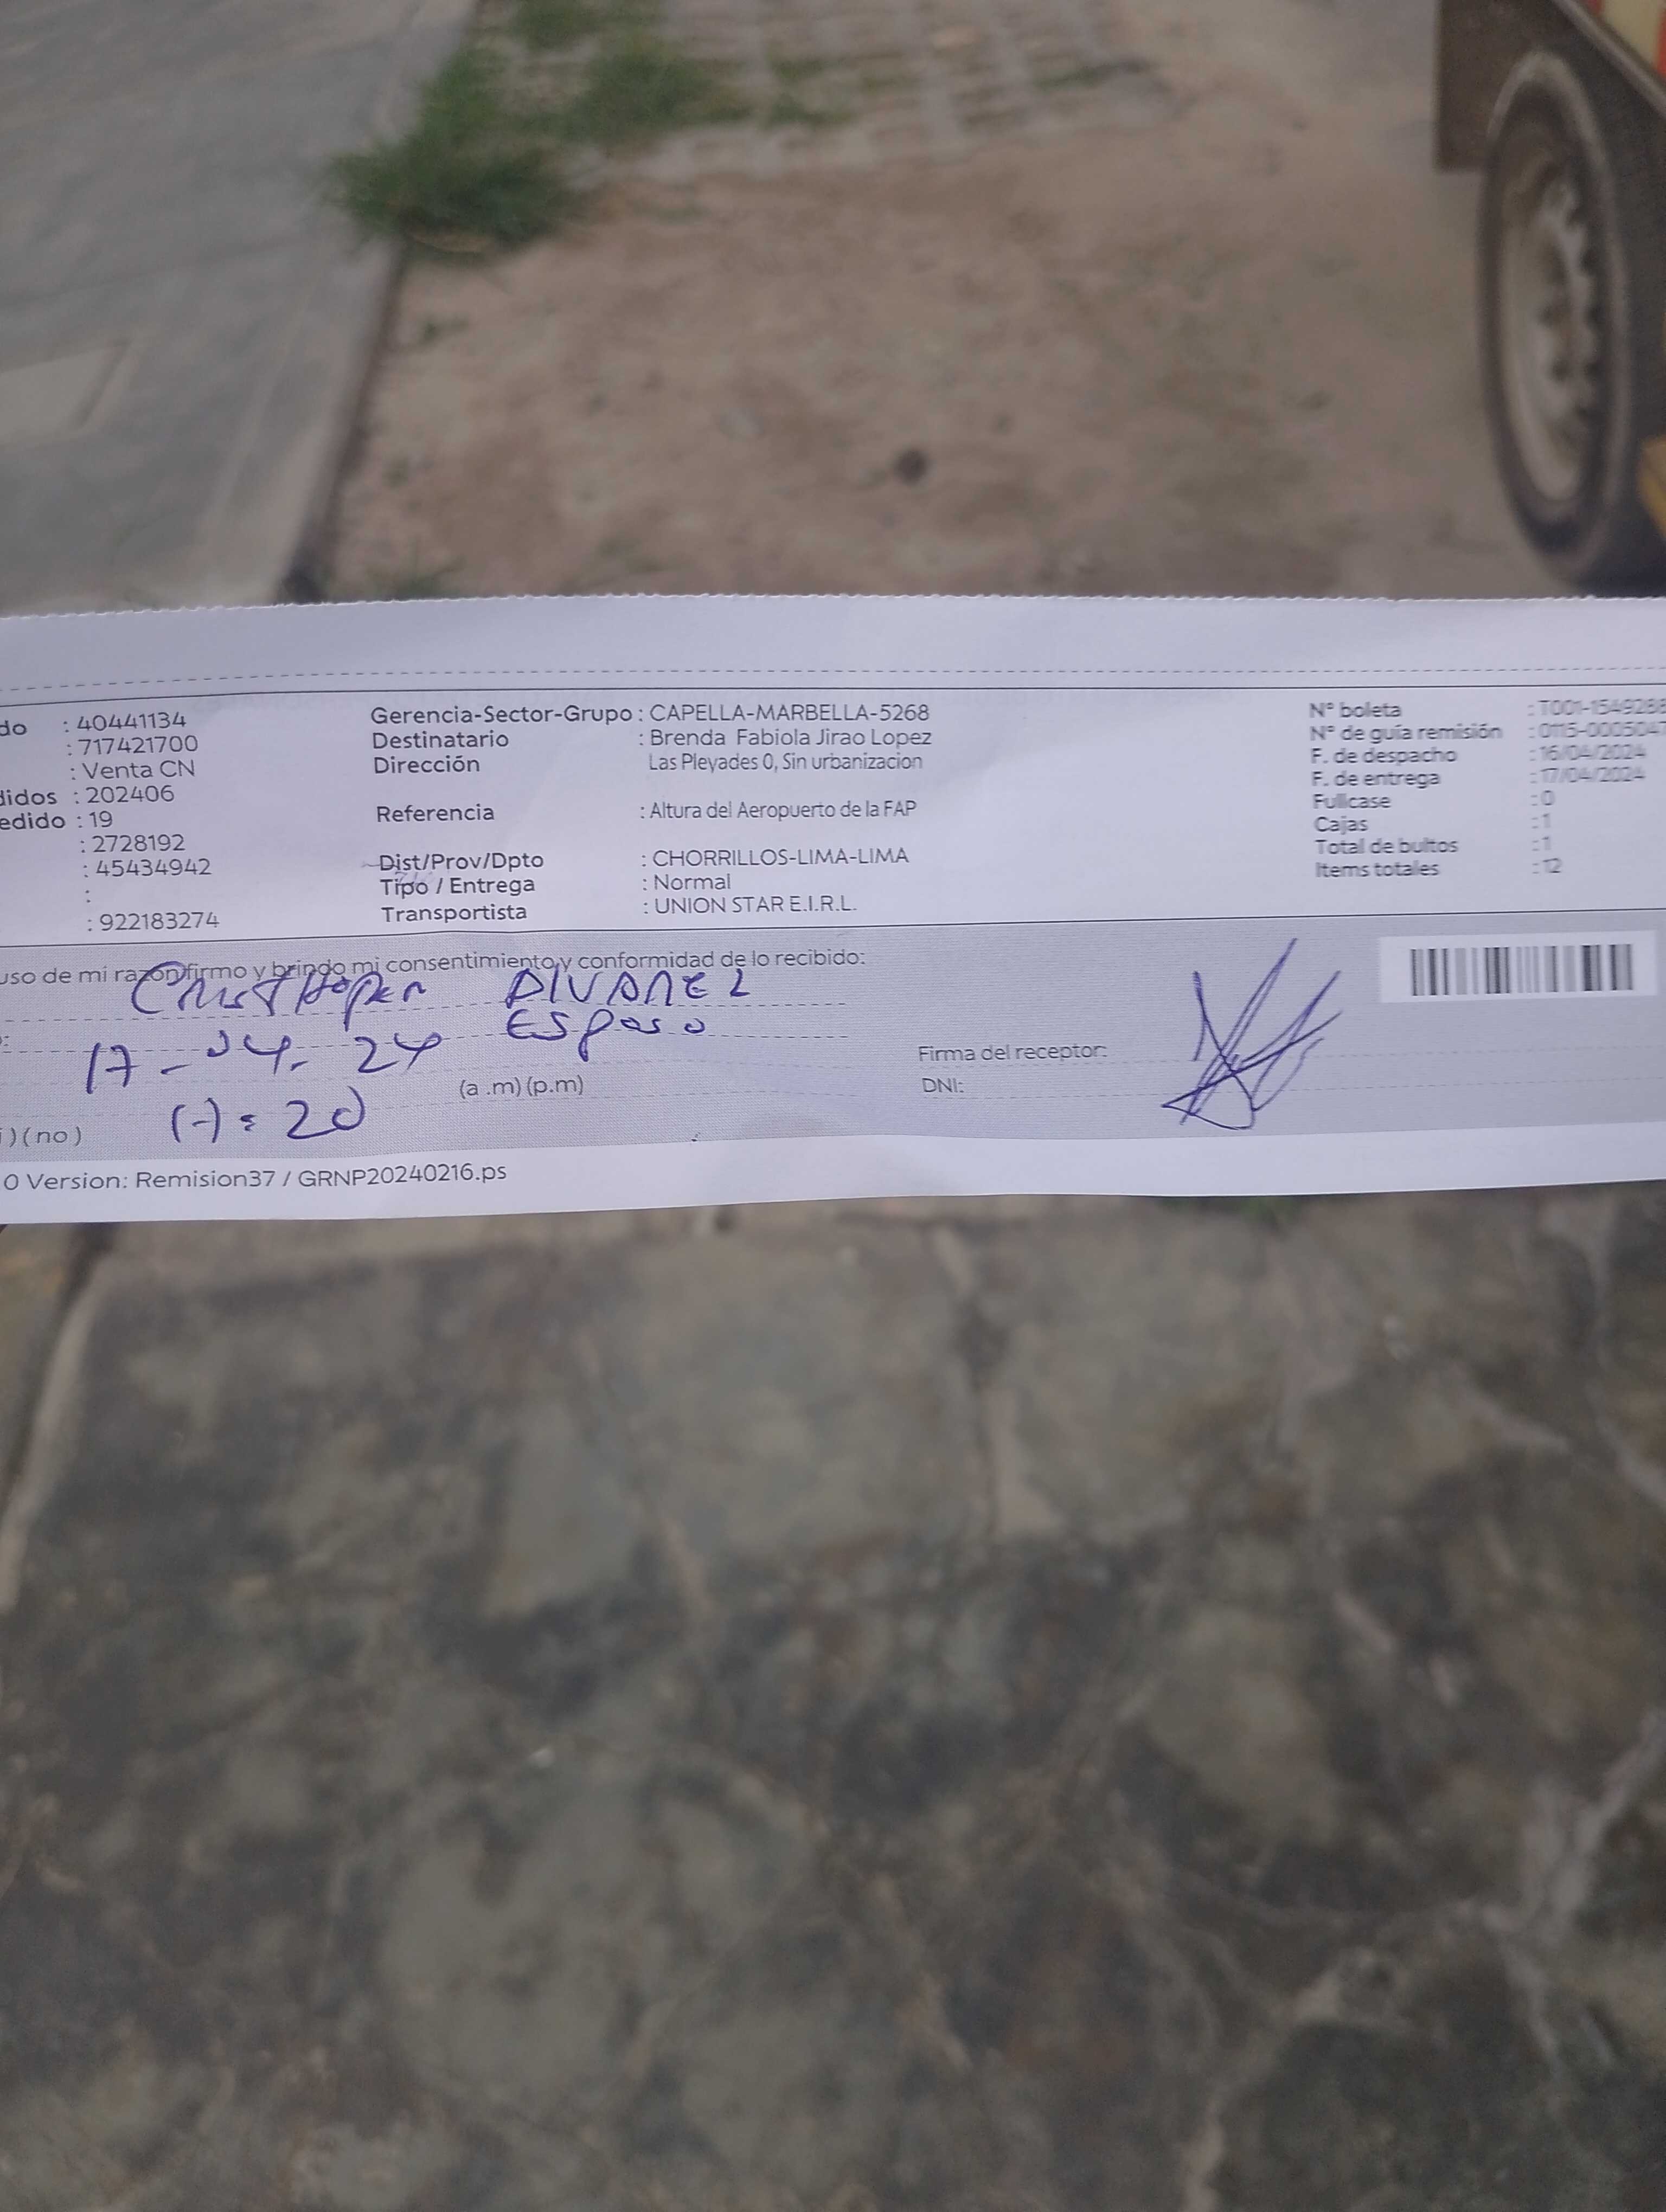 do : 40441134
: 717421700
: Venta CN
didos : 202406
edido : 19
: 2728192
: 45434942
:
: 922183274
Gerencia-Sector-Grupo : CAPELLA-MARBELLA-5268
Destinatario : Brenda Fabiola Jirao Lopez
Dirección Las Pleyades 0, Sin urbanizacion
Referencia : Altura del Aeropuerto de la FAP
Dist/Prov/Dpto : CHORRILLOS-LIMA-LIMA
Tipo / Entrega : Normal
Transportista : UNION STAR E.I.R.L.
N° boleta : T001-1549288
N° de guía remisión : 0115-0005047
F. de despacho : 16/04/2024
F. de entrega : 17/04/2024
Fullcase : 0
Cajas : 1
Total de bultos : 1
Items totales : 12
uso de mi razón firmo y brindo mi consentimiento y conformidad de lo recibido:
CRISTHOPER ALVAREZ
ESPOSO
17-04-24
(a .m) (p.m)
Firma del receptor:
DNI:
) (no)
20
0 Version: Remision37 / GRNP20240216.ps